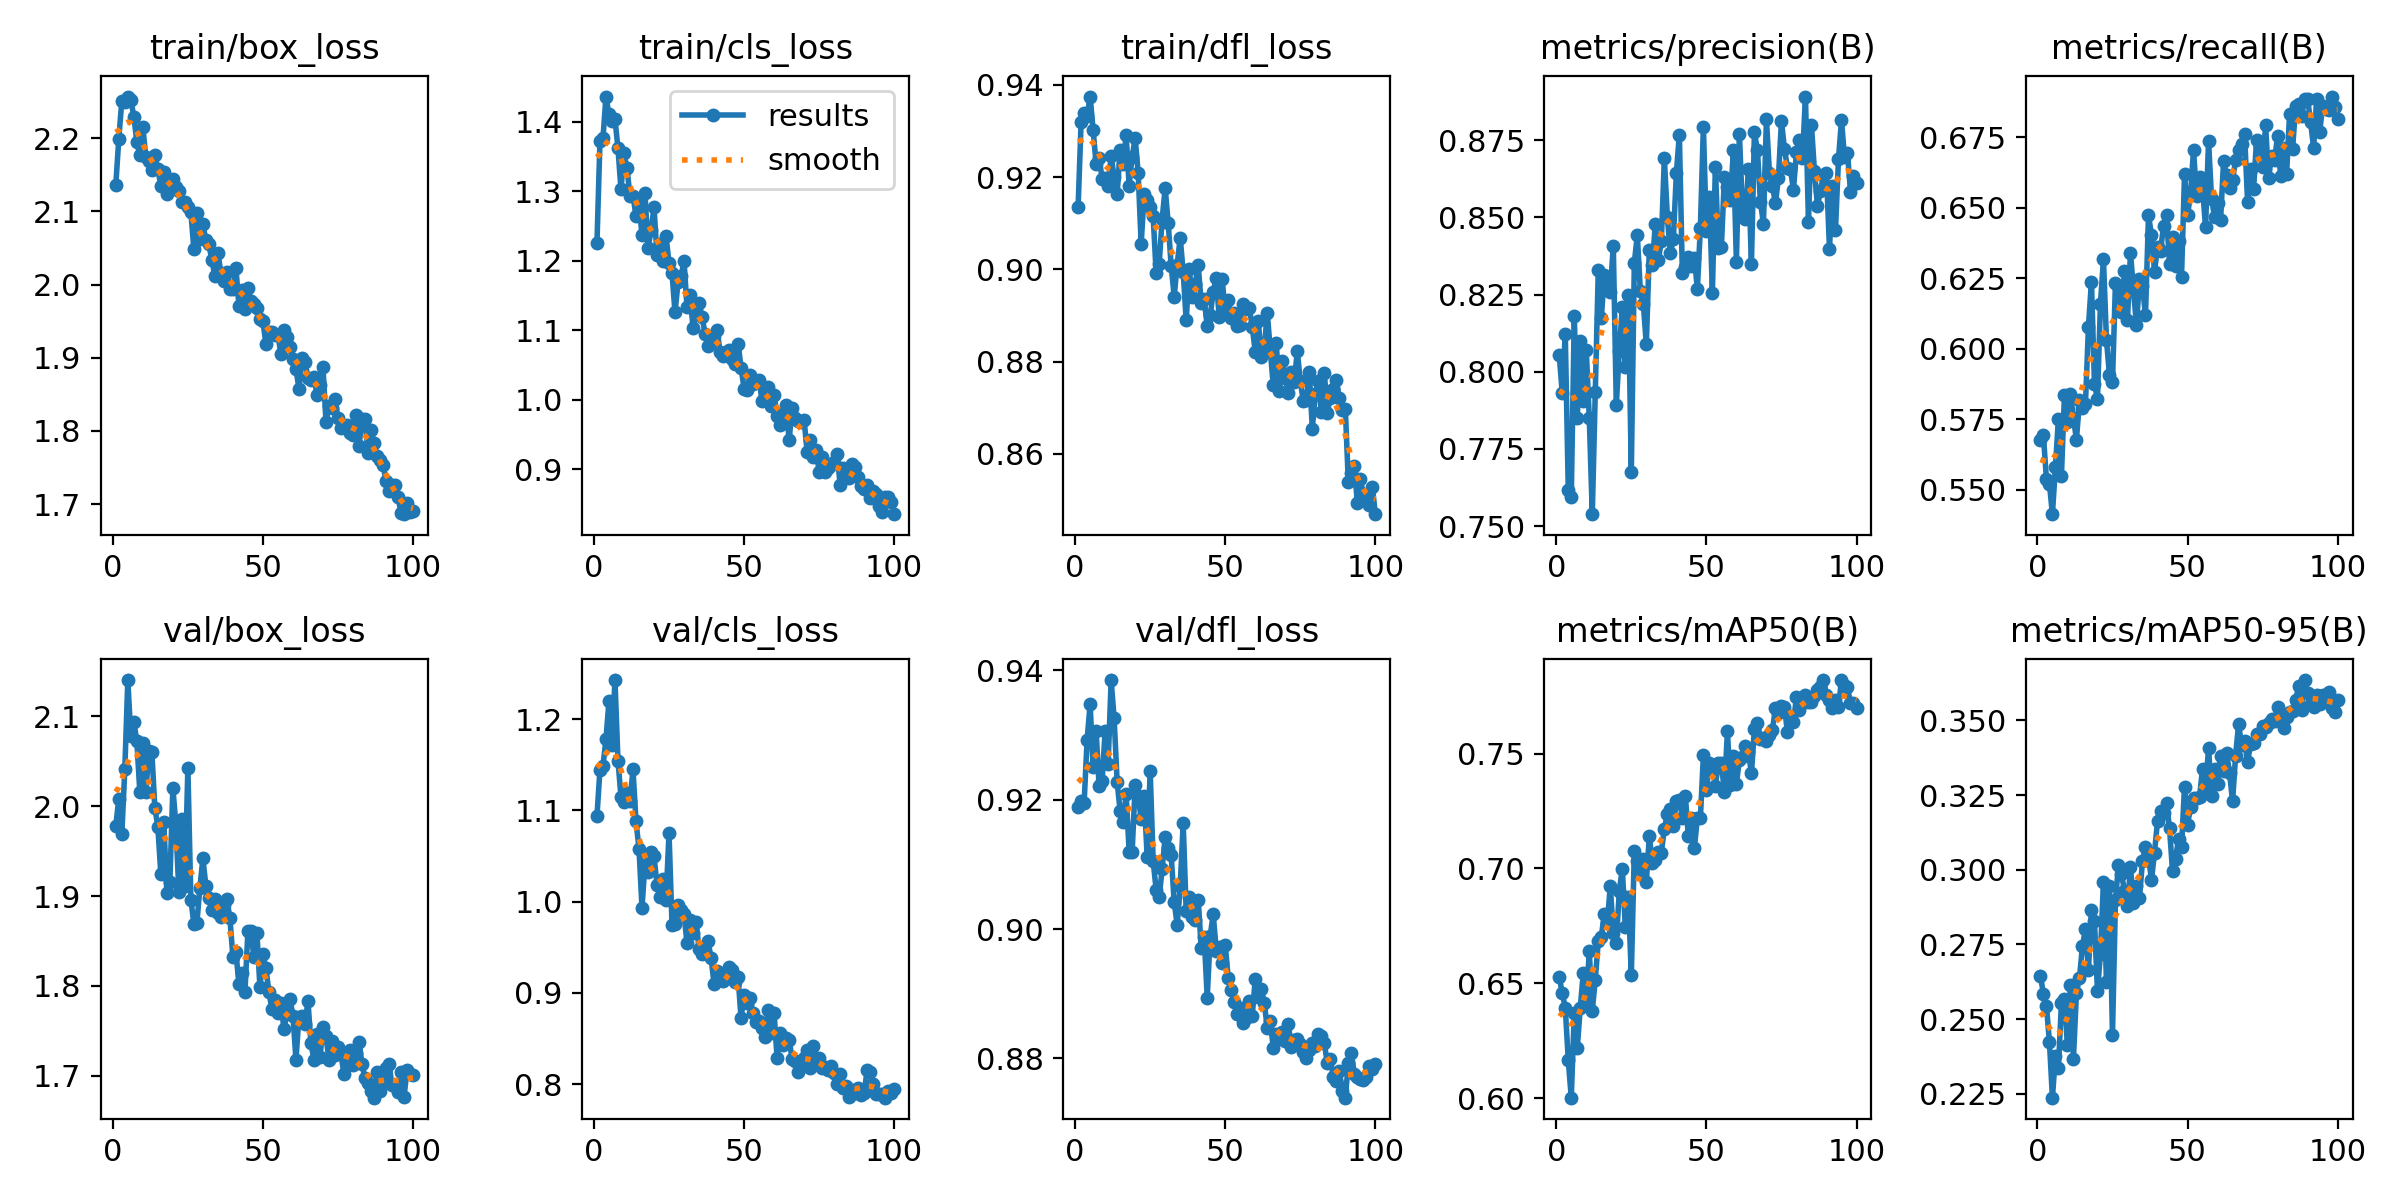 train/box_loss
2.2
2.1
2.0
1.9
1.8
1.7
0 50 100
train/cls_loss
results
smooth
1.4
1.3
1.2
1.1
1.0
0.9
0 50 100
train/dfl_loss
0.94
0.92
0.90
0.88
0.86
0 50 100
metrics/precision(B)
0.875
0.850
0.825
0.800
0.775
0.750
0 50 100
metrics/recall(B)
0.675
0.650
0.625
0.600
0.575
0.550
0 50 100
val/box_loss
2.1
2.0
1.9
1.8
1.7
0 50 100
val/cls_loss
1.2
1.1
1.0
0.9
0.8
0 50 100
val/dfl_loss
0.94
0.92
0.90
0.88
0 50 100
metrics/mAP50(B)
0.75
0.70
0.65
0.60
0 50 100
metrics/mAP50-95(B)
0.350
0.325
0.300
0.275
0.250
0.225
0 50 100